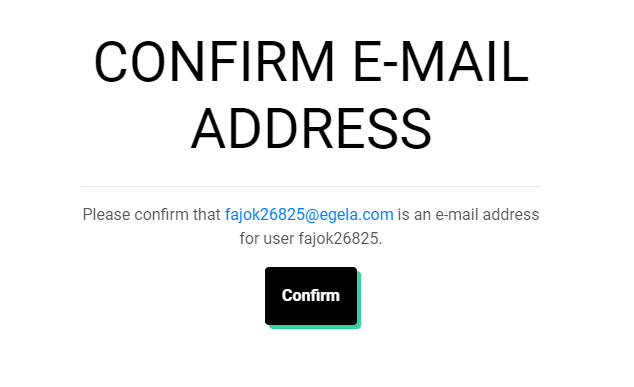 CONFIRM E-MAIL
ADDRESS
Please confirm that fajok26825@egela.com is an e-mail address
for user fajok26825.
Confirm